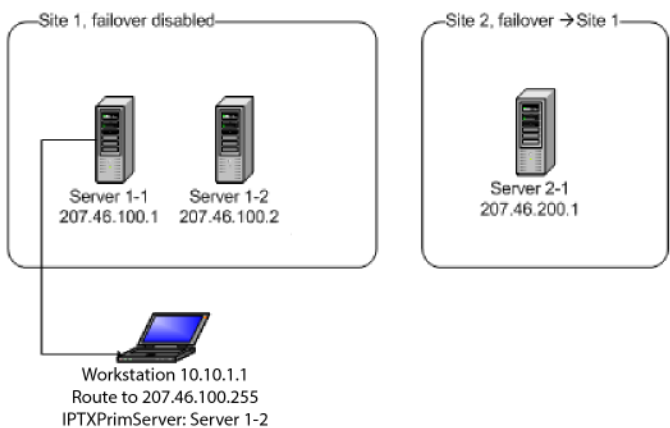 Site 1, failover disabled
Site 2, failover →Site 1
Server 1-1
207.46.100.1
Server 1-2
207.46.100.2
Server 2-1
207.46.200.1
Workstation 10.10.1.1
Route to 207.46.100.255
IPTXPrimServer: Server 1-2